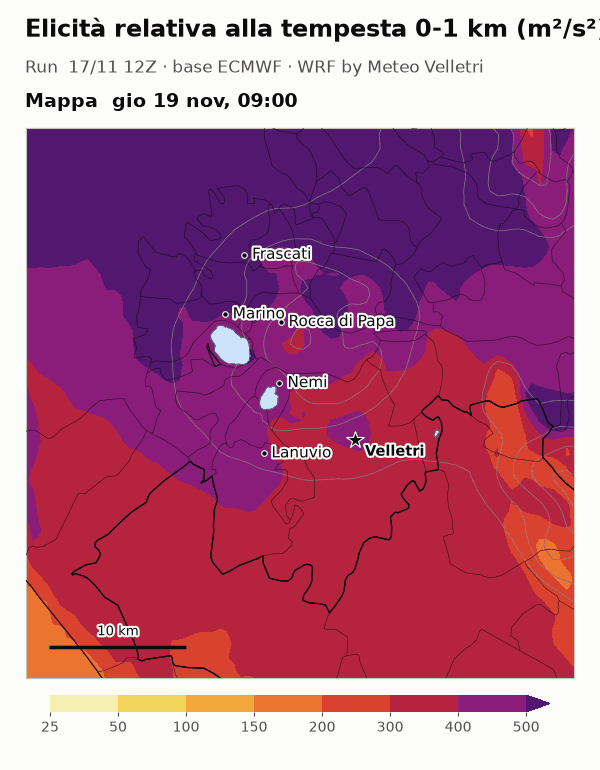 Elicità relativa alla tempesta 0-1 km (m²/s²)
Run  17/11 12Z · base ECMWF · WRF by Meteo Velletri
Mappa  gio 19 nov, 09:00
Frascati
Marino
Rocca di Papa
Nemi
Velletri
Lanuvio
10 km
25 50 100 150 200 300 400 500